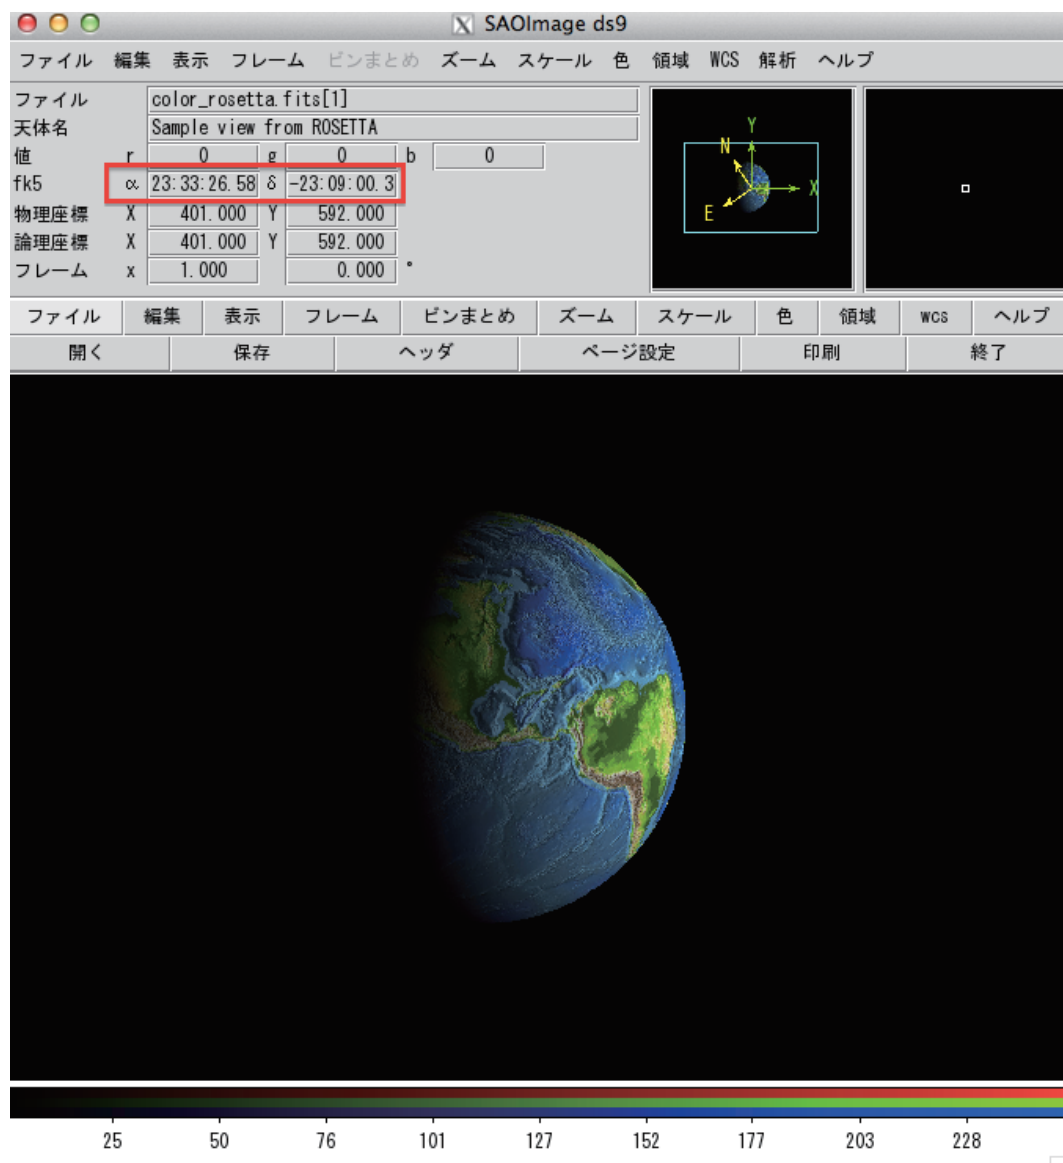 SAOImage ds9
ファイル 編集 表示 フレーム ビンまとめ ズーム スケール 色 領域 WCS 解析 ヘルプ
ファイル color_rosetta.fits[1]
天体名 Sample view from ROSETTA
値 r 0 g 0 b 0
fk5 α 23:33:26.58 δ -23:09:00.3
物理座標 X 401.000 Y 592.000
論理座標 X 401.000 Y 592.000
フレーム x 1.000 0.000 °
Y
N
X
E
ファイル 編集 表示 フレーム ビンまとめ ズーム スケール 色 領域 WCS ヘルプ
開く 保存 ヘッダ ページ設定 印刷 終了
25 50 76 101 127 152 177 203 228